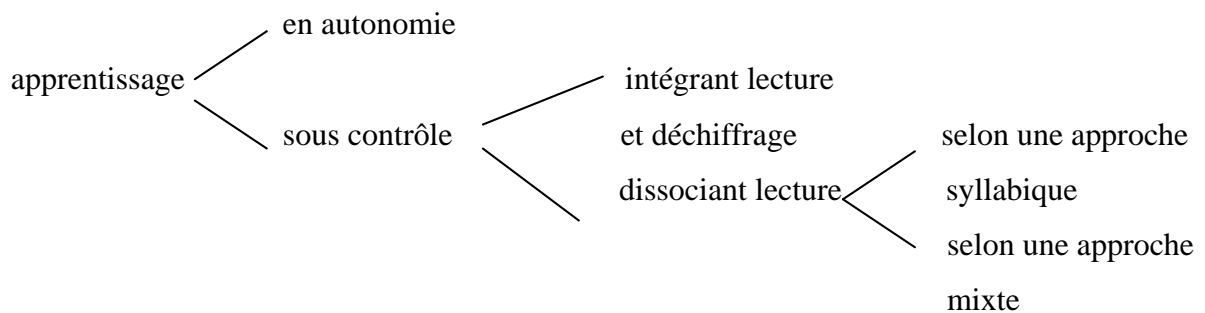 en autonomie
apprentissage
intégrant lecture
sous contrôle
et déchiffrage
selon une approche
dissociant lecture
syllabique
selon une approche
mixte